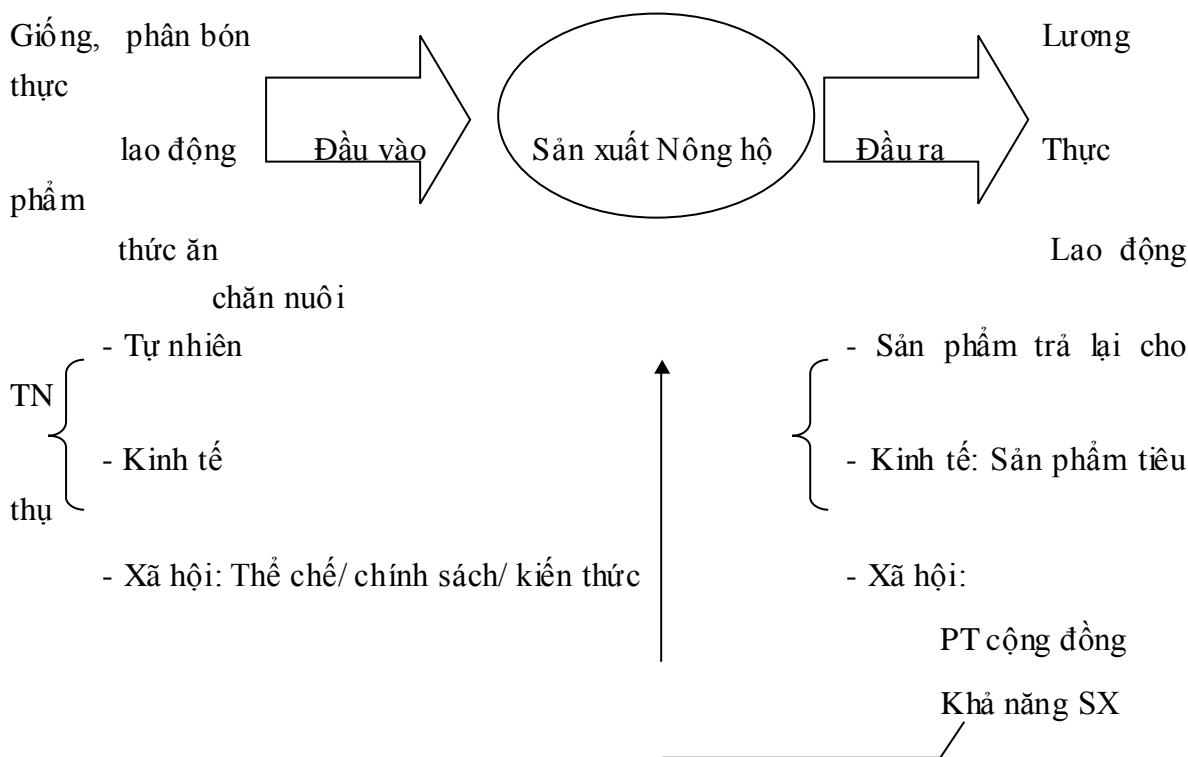 Giống, phân bón Lương
thực
lao động Đầu vào Sản xuất Nông hộ Đầu ra Thực
phẩm
thức ăn Lao động
chăn nuôi
- Tự nhiên - Sản phẩm trả lại cho
TN
- Kinh tế - Kinh tế: Sản phẩm tiêu
thụ
- Xã hội: Thể chế/ chính sách/ kiến thức - Xã hội:
PT cộng đồng
Khả năng SX